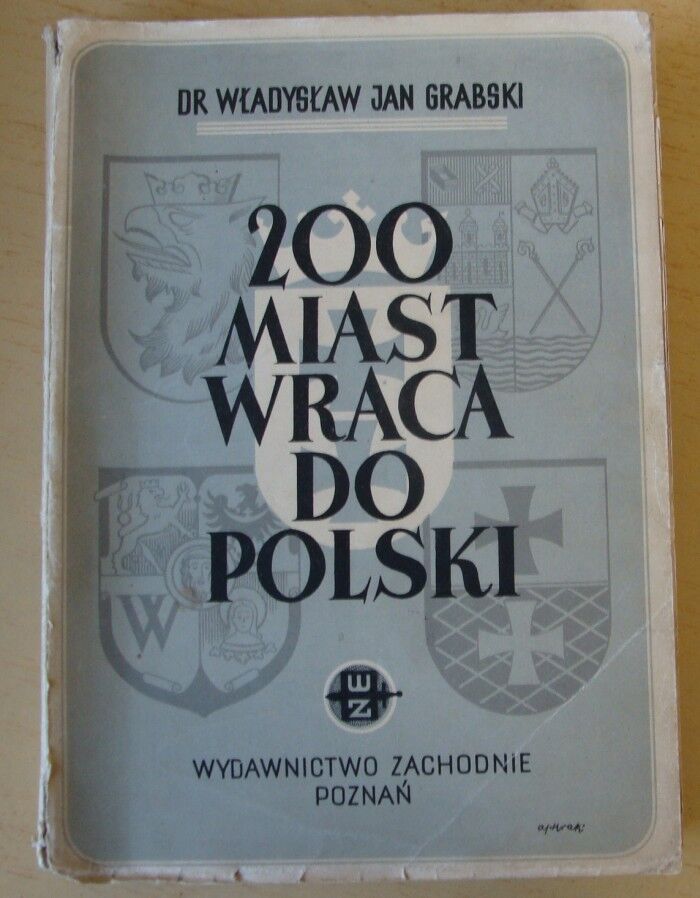 DR WŁADYSŁAW JAN GRABSKI
200
MIAST
WRACA
DO
POLSKI
W
W
Z
WYDAWNICTWO ZACHODNIE
POZNAŃ